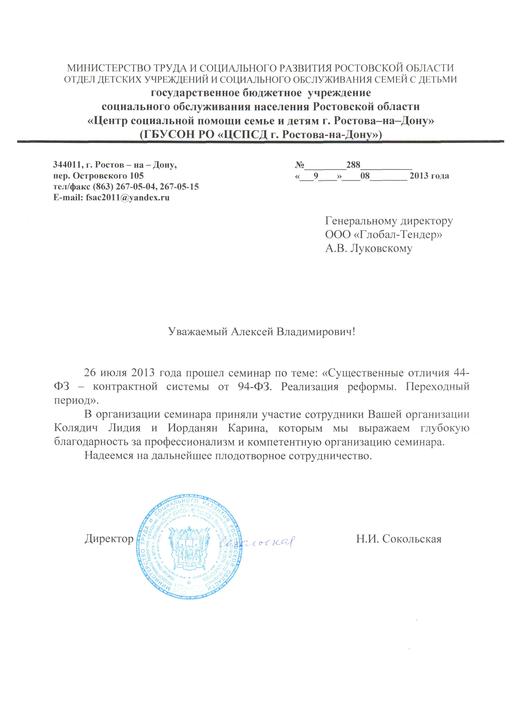 МИНИСТЕРСТВО ТРУДА И СОЦИАЛЬНОГО РАЗВИТИЯ РОСТОВСКОЙ ОБЛАСТИ
ОТДЕЛ ДЕТСКИХ УЧРЕЖДЕНИЙ И СОЦИАЛЬНОГО ОБСЛУЖИВАНИЯ СЕМЕЙ С ДЕТЬМИ
государственное бюджетное учреждение
социального обслуживания населения Ростовской области
«Центр социальной помощи семье и детям г. Ростова–на–Дону»
(ГБУСОН РО «ЦСПСД г. Ростова-на-Дону»)
344011, г. Ростов – на – Дону,
пер. Островского 105
тел/факс (863) 267-05-04, 267-05-15
E-mail: fsac2011@yandex.ru
№_________288___________
«___9____»____08________ 2013 года
Генеральному директору
ООО «Глобал-Тендер»
А.В. Луковскому
Уважаемый Алексей Владимирович!
26 июля 2013 года прошел семинар по теме: «Существенные отличия 44-
ФЗ – контрактной системы от 94-ФЗ. Реализация реформы. Переходный
период».
В организации семинара приняли участие сотрудники Вашей организации
Колядич Лидия и Иорданян Карина, которым мы выражаем глубокую
благодарность за профессионализм и компетентную организацию семинара.
Надеемся на дальнейшее плодотворное сотрудничество.
Директор
Н.И. Сокольская